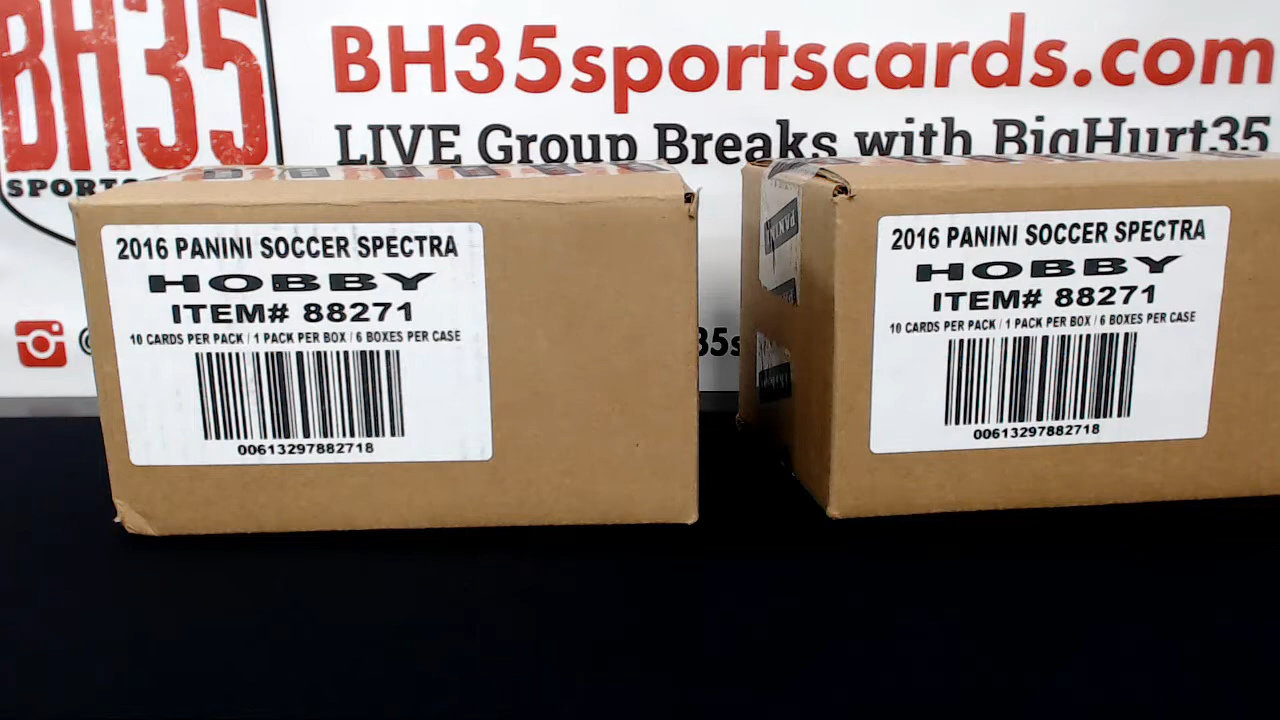 BH35
SPORTS
BH35sportscards.com
LIVE Group Breaks with BigHurt35
2016 PANINI SOCCER SPECTRA
HOBBY
ITEM# 88271
10 CARDS PER PACK / 1 PACK PER BOX / 6 BOXES PER CASE
00613297882718
PANINI
2016 PANINI SOCCER SPECTRA
HOBBY
ITEM# 88271
10 CARDS PER PACK / 1 PACK PER BOX / 6 BOXES PER CASE
00613297882718